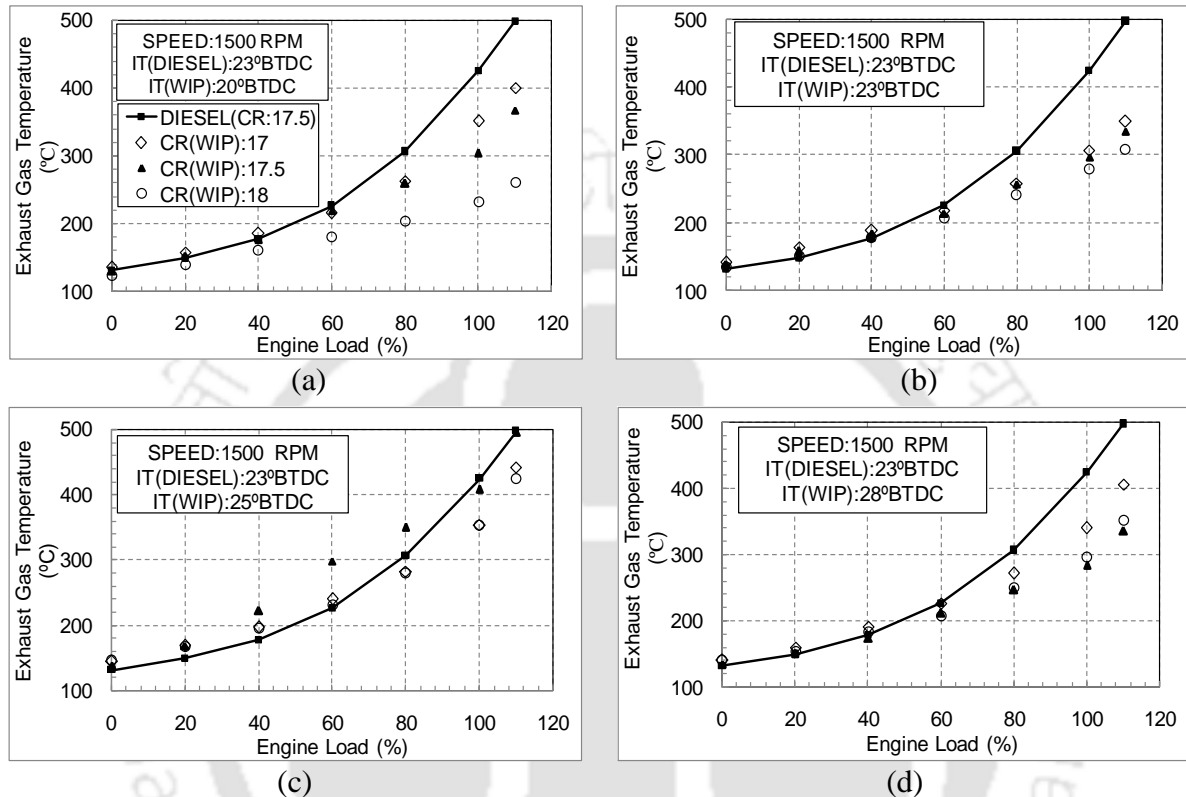 500
400
300
200
100
Exhaust Gas Temperature
(ºC)
SPEED:1500 RPM
IT(DIESEL):23ºBTDC
IT(WIP):20ºBTDC
DIESEL(CR:17.5)
CR(WIP):17
CR(WIP):17.5
CR(WIP):18
0 20 40 60 80 100 120
Engine Load (%)
(a)
500
400
300
200
100
Exhaust Gas Temperature
(ºC)
SPEED:1500 RPM
IT(DIESEL):23ºBTDC
IT(WIP):23ºBTDC
0 20 40 60 80 100 120
Engine Load (%)
(b)
500
400
300
200
100
Exhaust Gas Temperature
(ºC)
SPEED:1500 RPM
IT(DIESEL):23ºBTDC
IT(WIP):25ºBTDC
0 20 40 60 80 100 120
Engine Load (%)
(c)
500
400
300
200
100
Exhaust Gas Temperature
(ºC)
SPEED:1500 RPM
IT(DIESEL):23ºBTDC
IT(WIP):28ºBTDC
0 20 40 60 80 100 120
Engine Load (%)
(d)